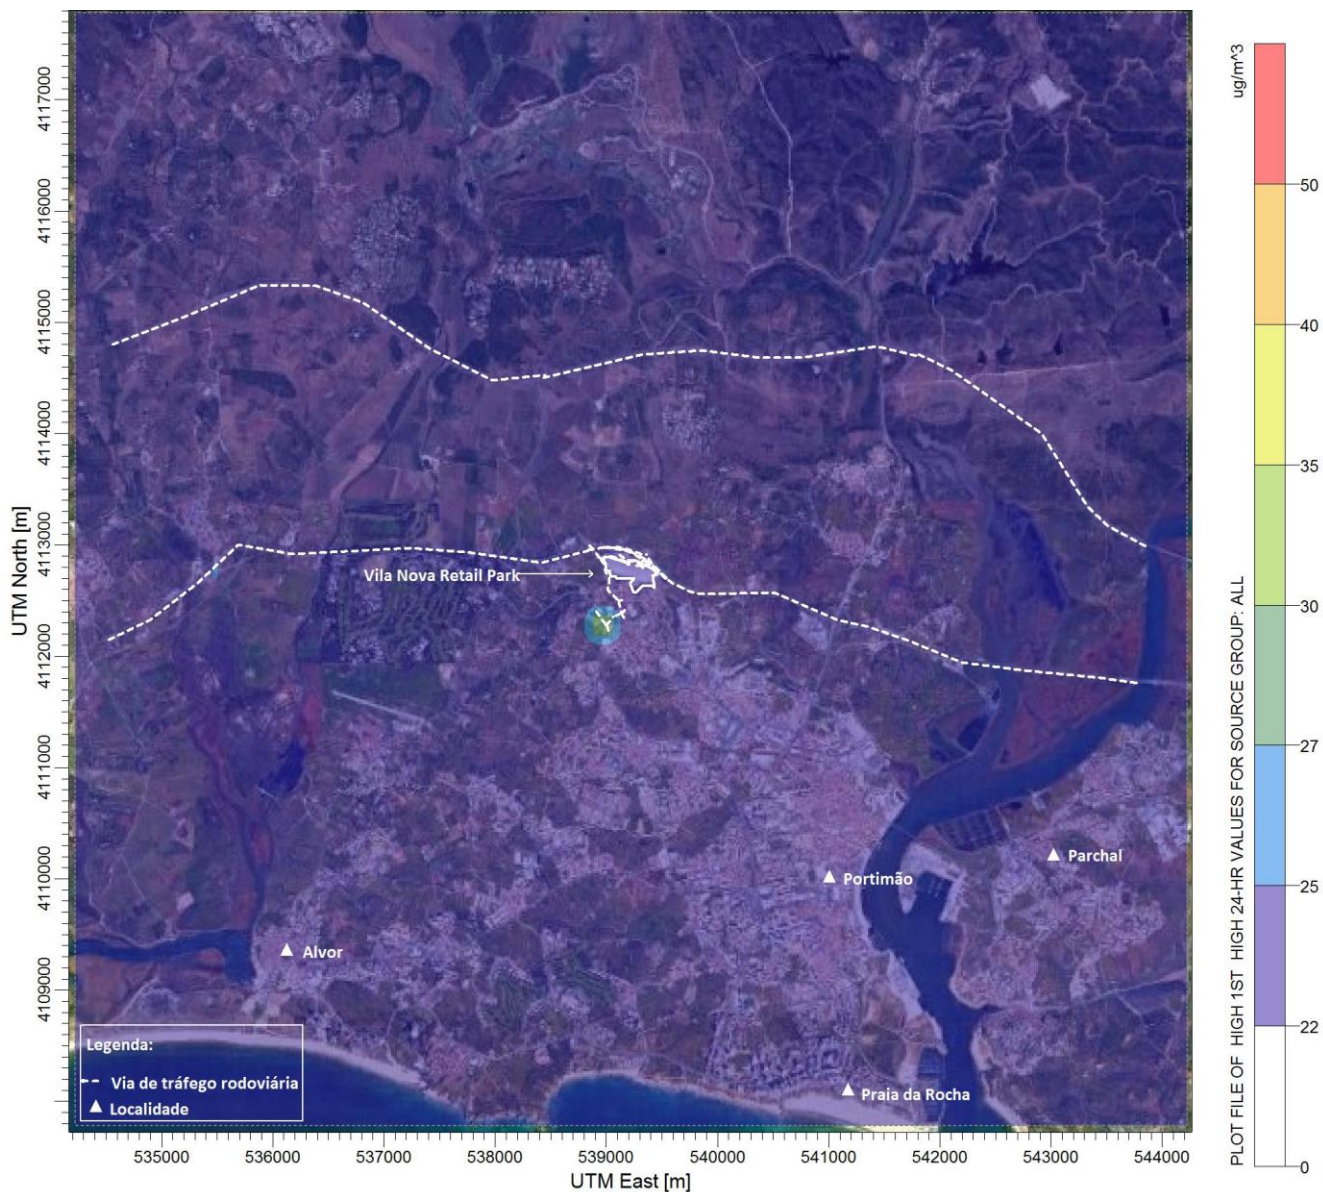 ug/m^3
4117000
4116000
4115000
4114000
4113000
4112000
4111000
4110000
4109000
UTM North [m]
Vila Nova Retail Park
Parchal
Portimão
Alvor
Praia da Rocha
Legenda:
Via de tráfego rodoviária
Localidade
535000 536000 537000 538000 539000 540000 541000 542000 543000 544000
UTM East [m]
50
40
35
30
27
25
22
0
PLOT FILE OF HIGH 1ST HIGH 24-HR VALUES FOR SOURCE GROUP: ALL